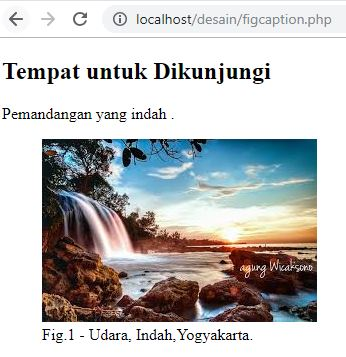 localhost/desain/figcaption.php
Tempat untuk Dikunjungi
Pemandangan yang indah .
agung Wicaksono
Fig.1 - Udara, Indah,Yogyakarta.